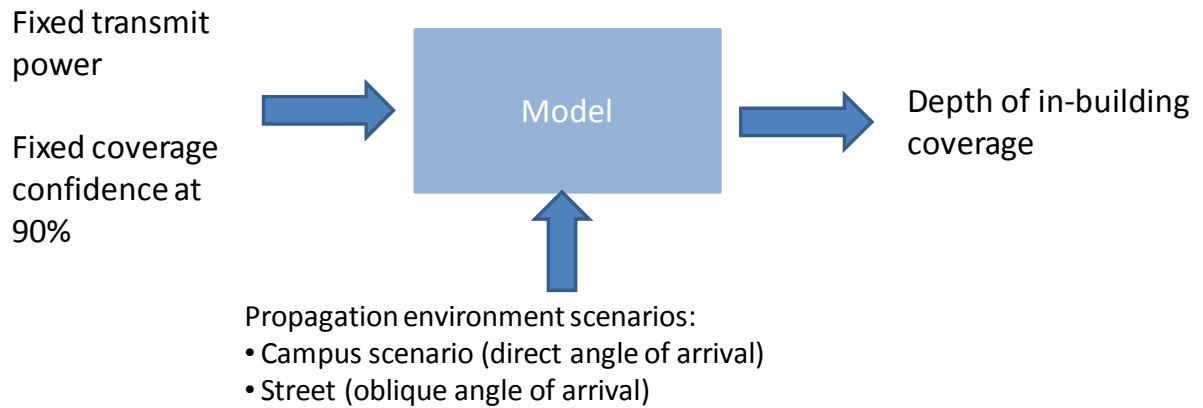 Fixed transmit
power
Fixed coverage
confidence at
90%
Model
Depth of in-building
coverage
Propagation environment scenarios:
• Campus scenario (direct angle of arrival)
• Street (oblique angle of arrival)